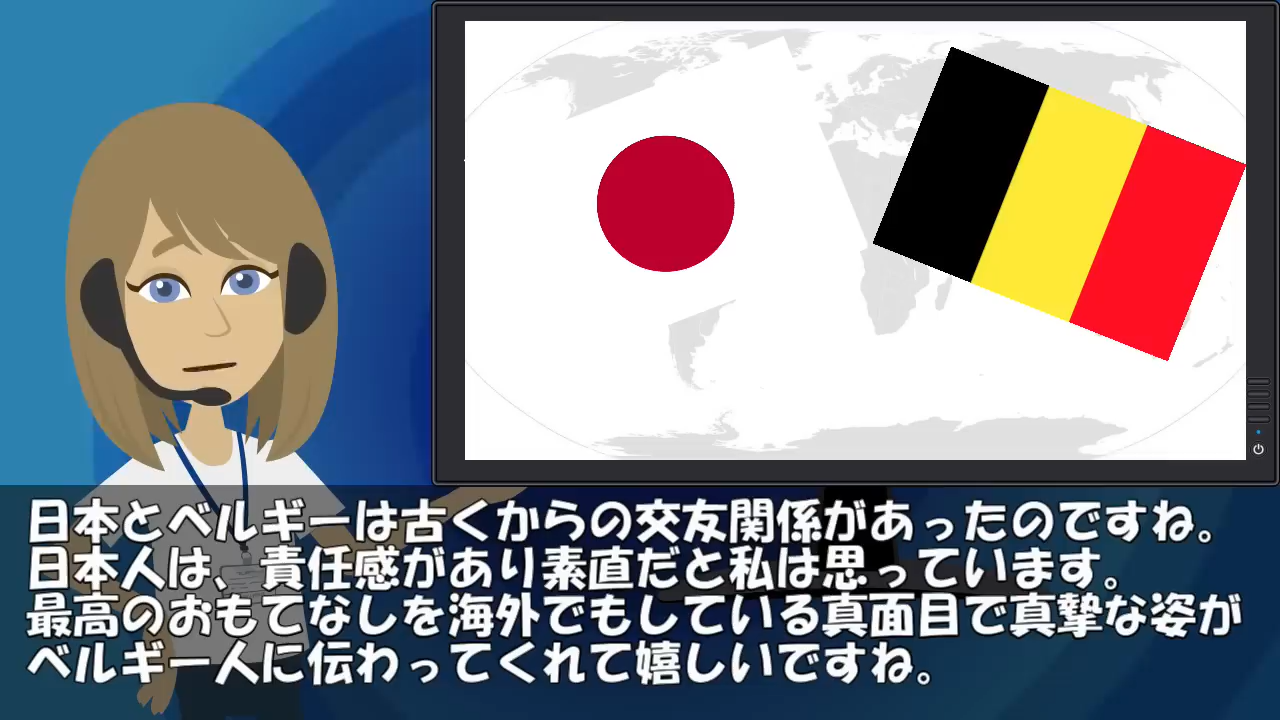 日本とベルギーは古くからの交友関係があったのですね。
日本人は、責任感があり素直だと私は思っています。
最高のおもてなしを海外でもしている真面目で真摯な姿が
ベルギー人に伝わってくれて嬉しいですね。